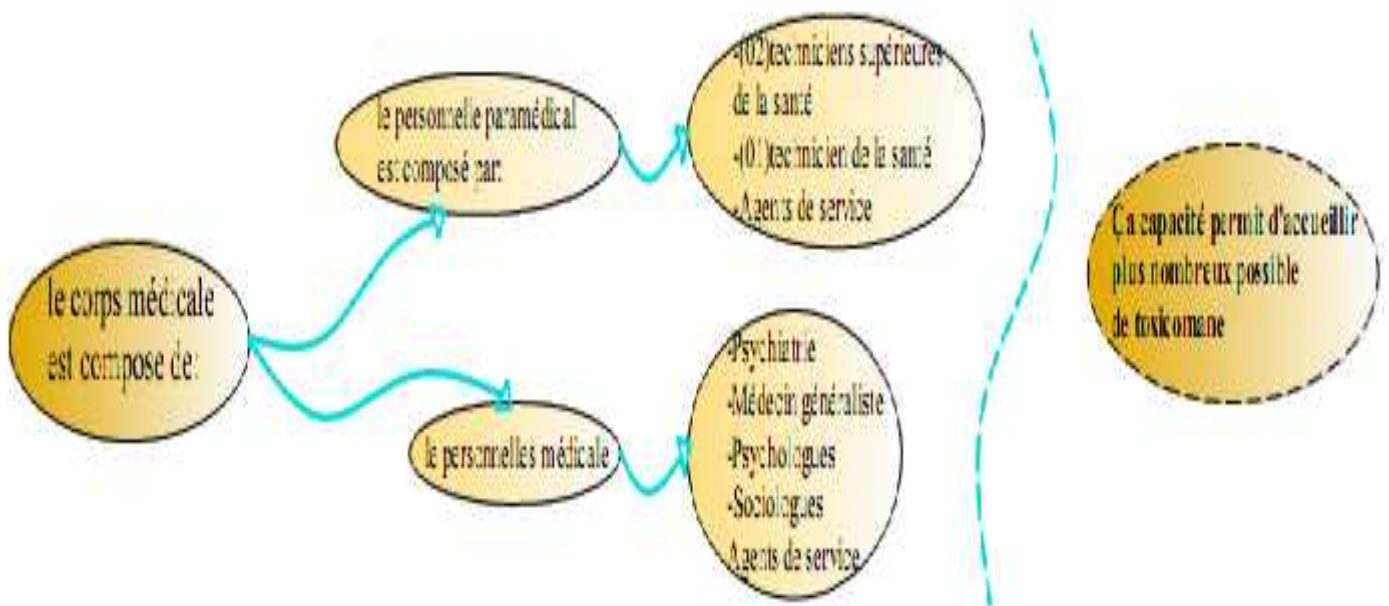 le corps médicale
est compose de:
le personnelle paramédical
est composé par:
-(02)techniciens supérieures
de la santé
-(01)technicien de la santé
-Agents de service
le personnelles médicale
-Psychiatrie
-Médecin généraliste
-Psychologues
-Sociologues
Agents de service
Ça capacité permit d'accueillir
plus nombreux possible
de toxicomane